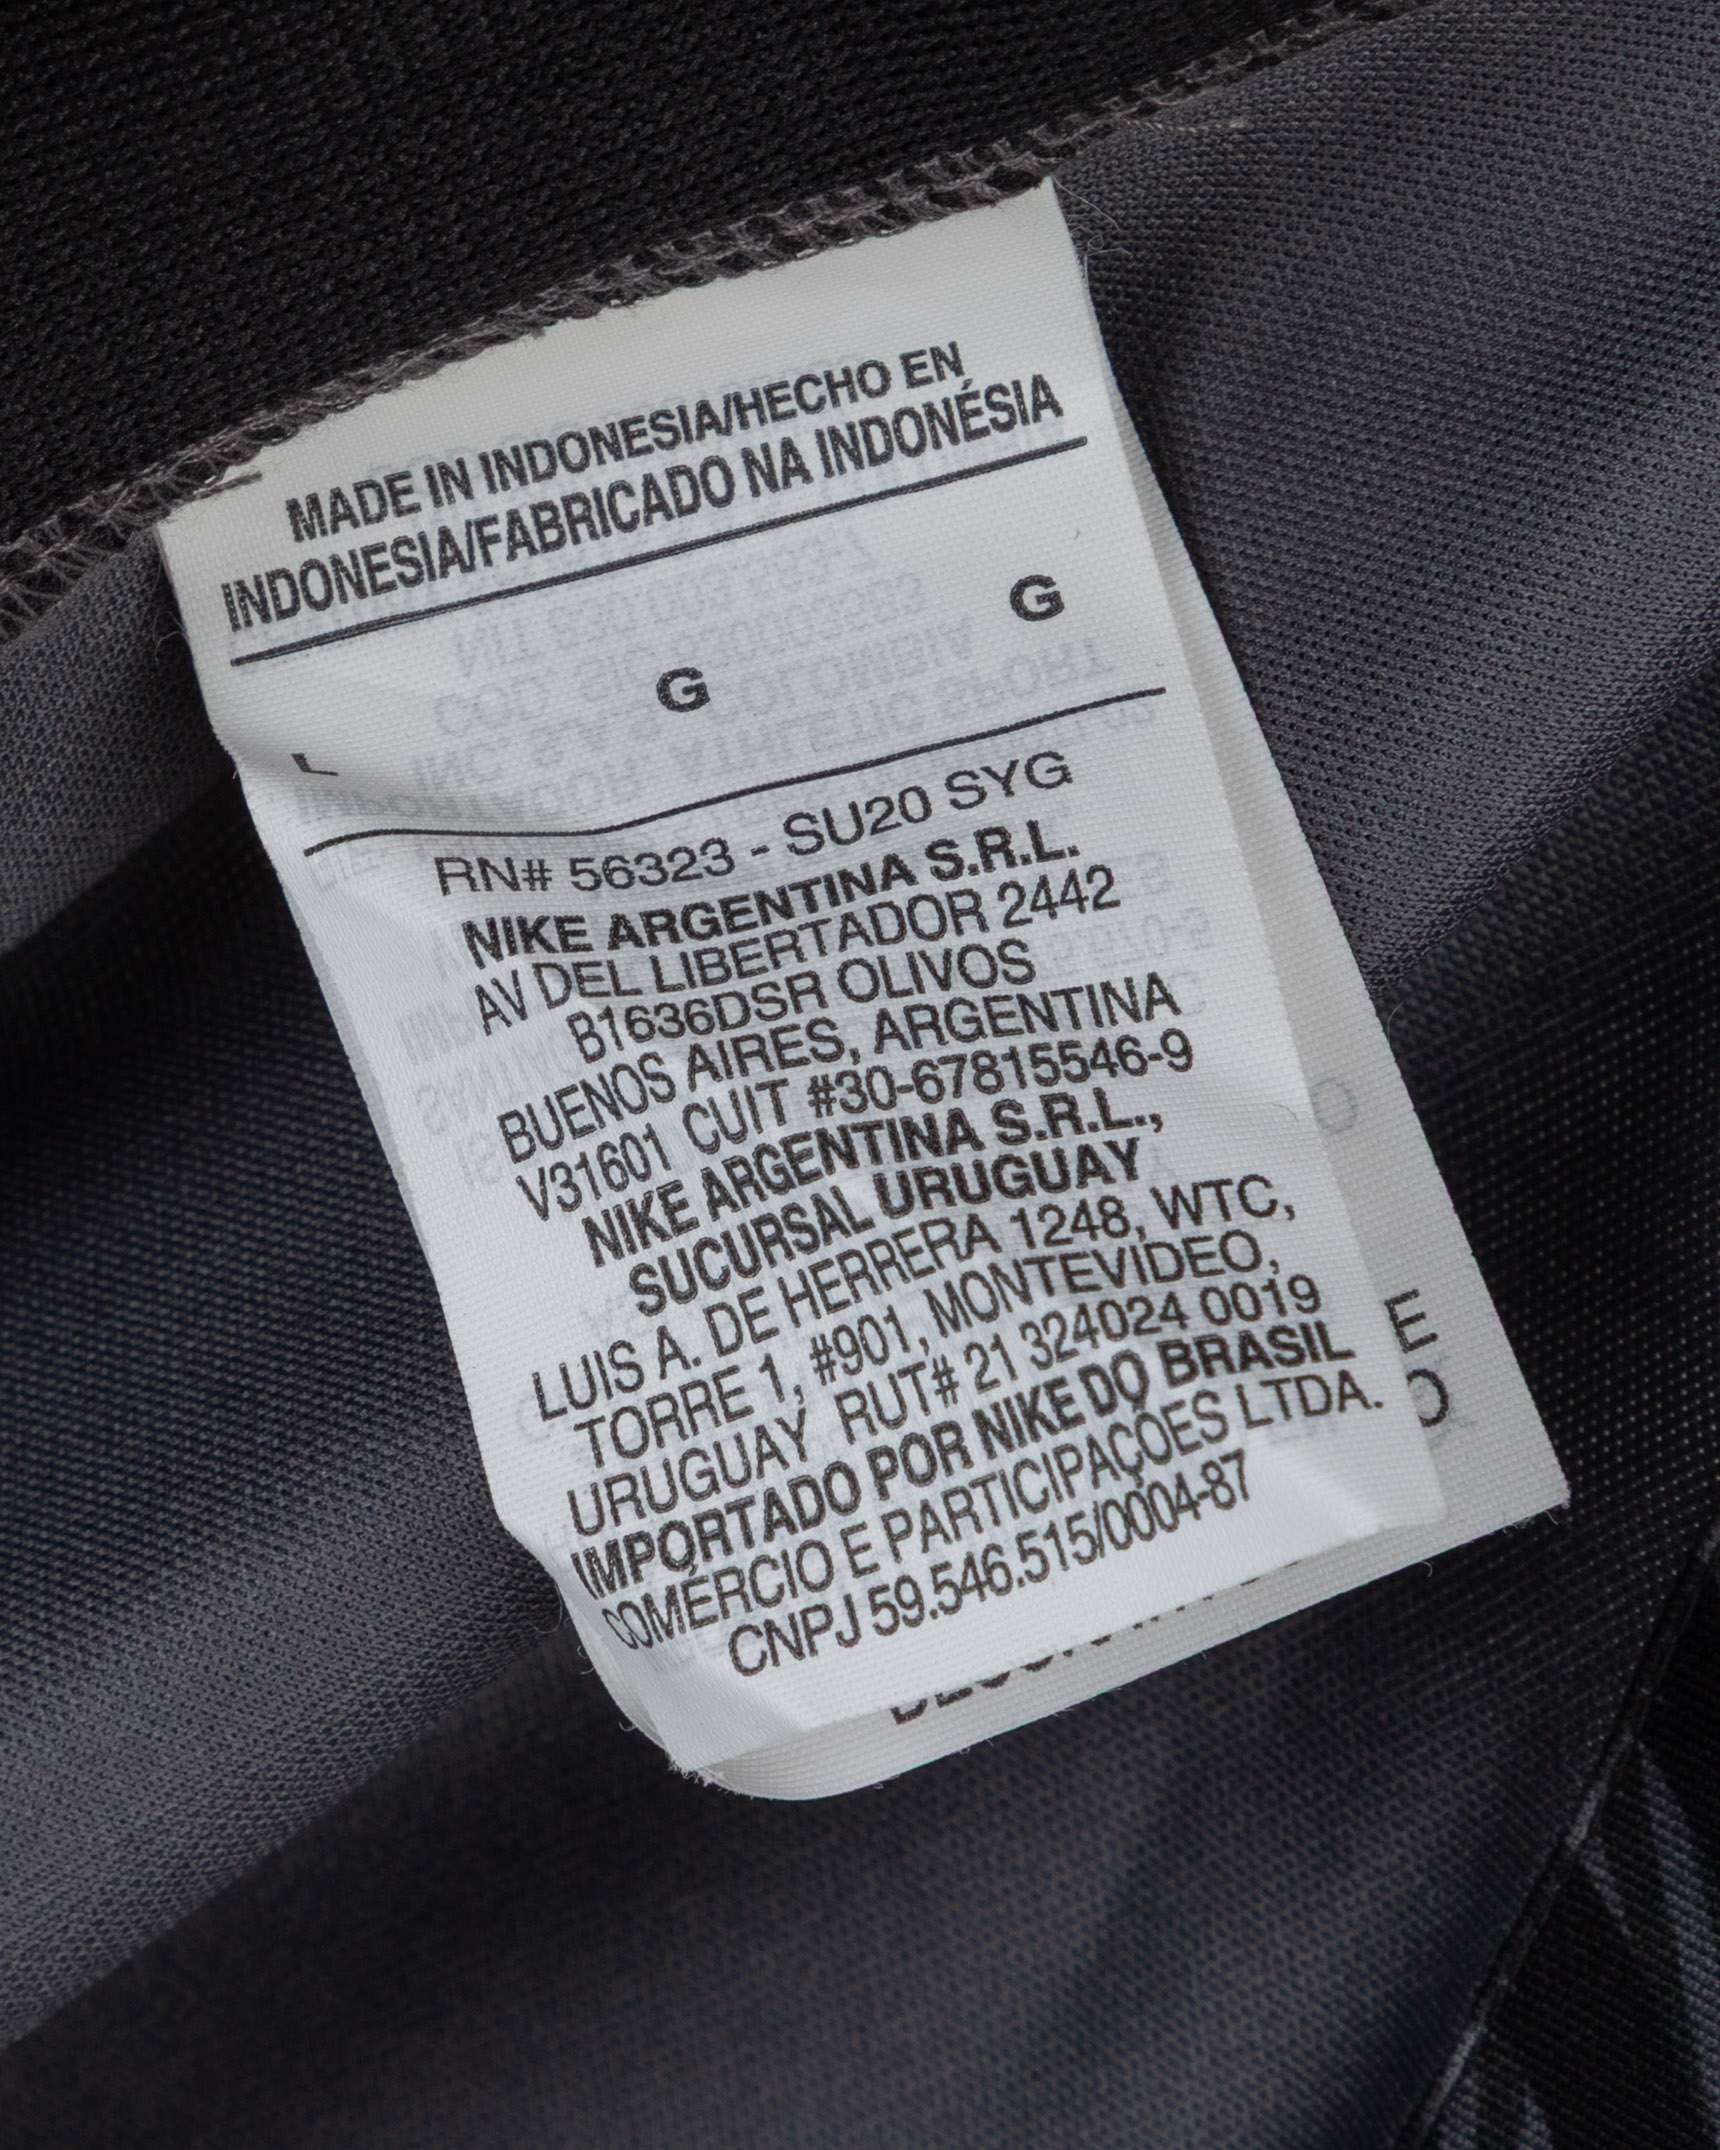 MADE IN INDONESIA/HECHO EN
INDONESIA/FABRICADO NA INDONÉSIA
L G G
RN# 56323 - SU20 SYG
NIKE ARGENTINA S.R.L.
AV DEL LIBERTADOR 2442
B1636DSR OLIVOS
BUENOS AIRES, ARGENTINA
V31601 CUIT #30-67815546-9
NIKE ARGENTINA S.R.L.,
SUCURSAL URUGUAY
LUIS A. DE HERRERA 1248, WTC,
TORRE 1, #901, MONTEVIDEO,
URUGUAY RUT# 21 324024 0019
IMPORTADO POR NIKE DO BRASIL
COMÉRCIO E PARTICIPAÇÕES LTDA.
CNPJ 59.546.515/0004-87